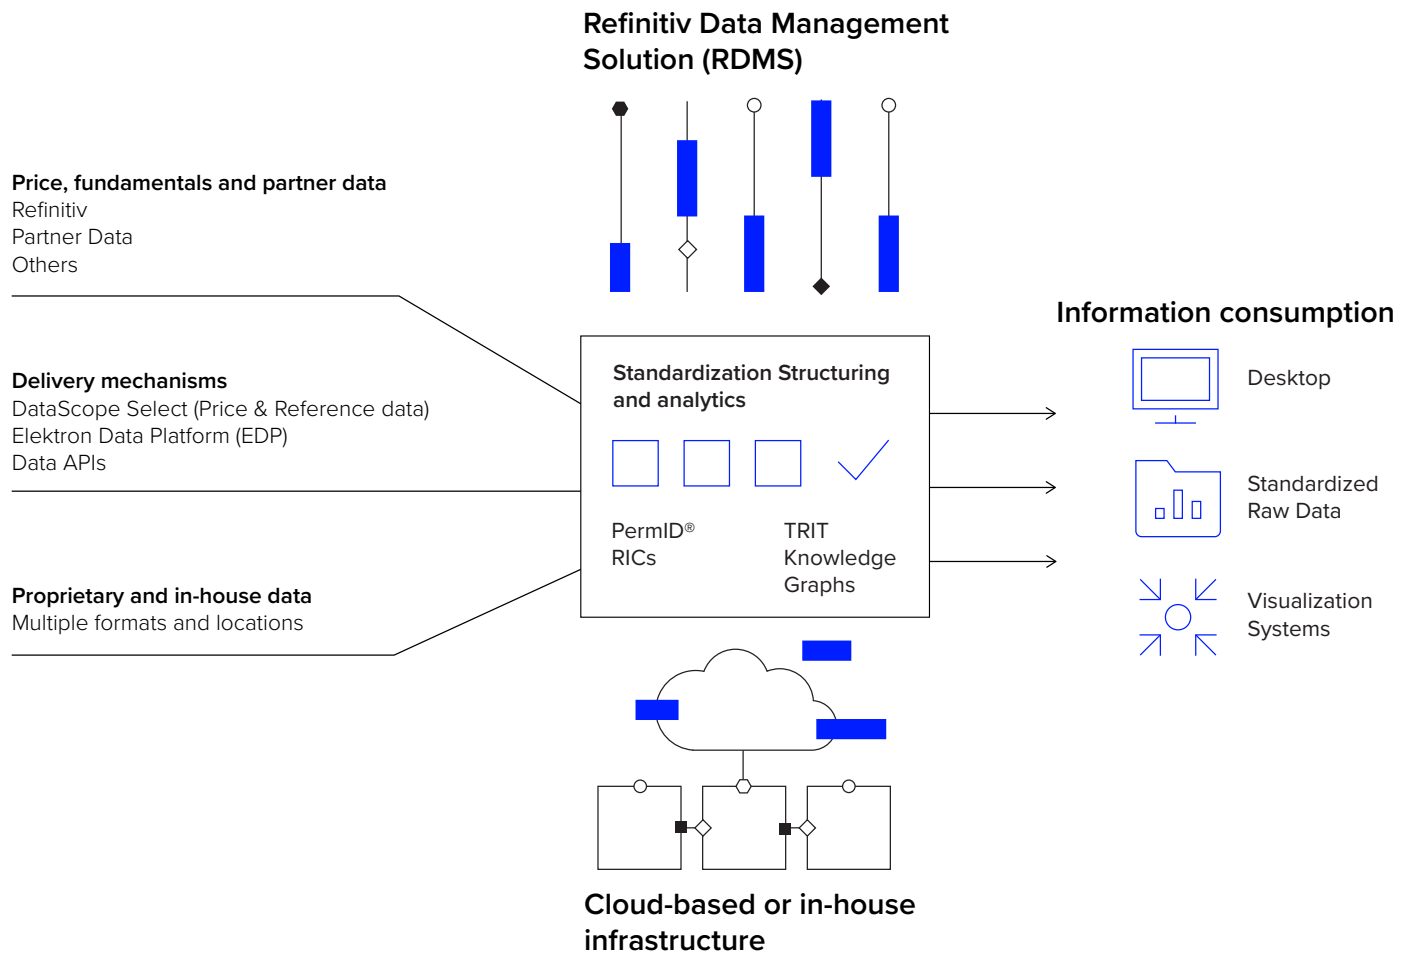 Refinitiv Data Management
Solution (RDMS)
Price, fundamentals and partner data
Refinitiv
Partner Data
Others
Delivery mechanisms
DataScope Select (Price & Reference data)
Elektron Data Platform (EDP)
Data APIs
Proprietary and in-house data
Multiple formats and locations
Standardization Structuring
and analytics
PermID®
RICs
TRIT
Knowledge
Graphs
Information consumption
Desktop
Standardized
Raw Data
Visualization
Systems
Cloud-based or in-house
infrastructure